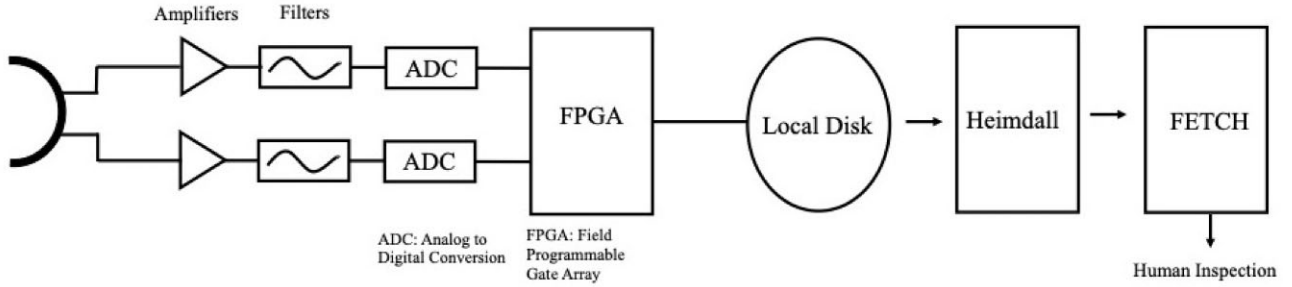 Amplifiers
Filters
ADC
ADC
FPGA
Local Disk
Heimdall
FETCH
ADC: Analog to
Digital Conversion
FPGA: Field
Programmable
Gate Array
Human Inspection